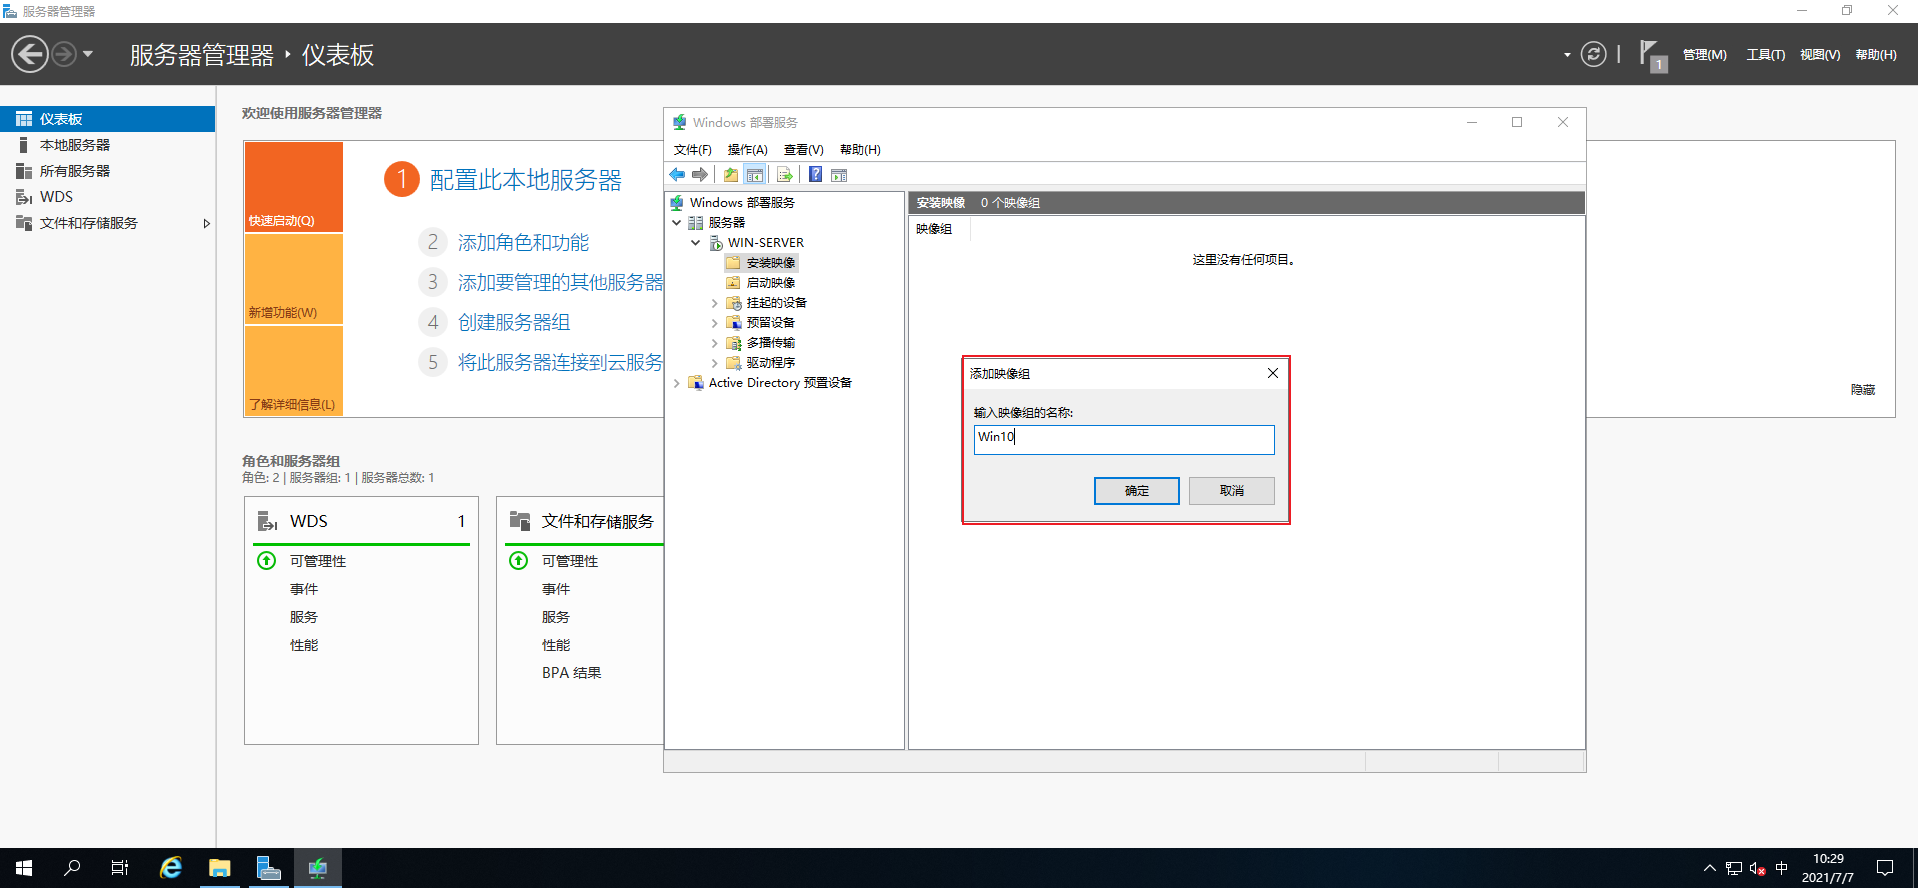 服务器管理器
服务器管理器 · 仪表板
1
管理(M)
工具(T)
视图(V)
帮助(H)
仪表板
本地服务器
所有服务器
WDS
文件和存储服务
欢迎使用服务器管理器
快速启动(Q)
新增功能(W)
了解详细信息(L)
1 配置此本地服务器
2 添加角色和功能
3 添加要管理的其他服务器
4 创建服务器组
5 将此服务器连接到云服务
隐藏
角色和服务器组
角色: 2 | 服务器组: 1 | 服务器总数: 1
WDS 1
可管理性
事件
服务
性能
文件和存储服务
可管理性
事件
服务
性能
BPA 结果
Windows 部署服务
文件(F) 操作(A) 查看(V) 帮助(H)
Windows 部署服务
服务器
WIN-SERVER
安装映像
启动映像
挂起的设备
预留设备
多播传输
驱动程序
Active Directory 预置设备
安装映像 0 个映像组
映像组
这里没有任何项目。
添加映像组
输入映像组的名称:
Win10
确定
取消
中
10:29
2021/7/7